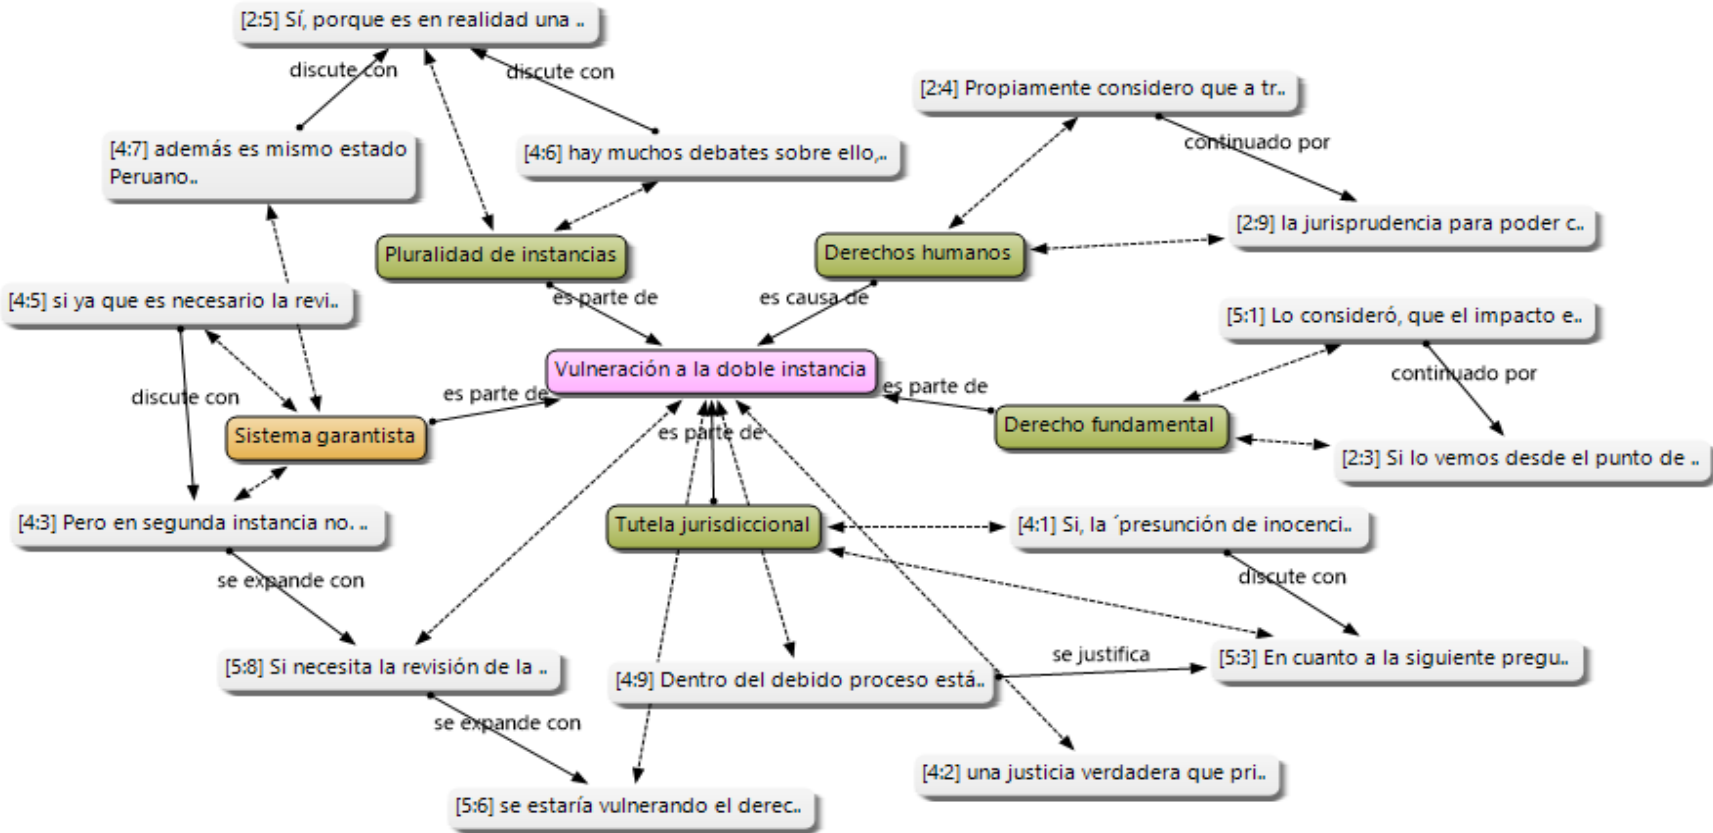 [2:5] Sí, porque es en realidad una ..
discute con
discute con
[2:4] Propiamente considero que a tr..
continuado por
[4:7] además es mismo estado
Peruano..
[4:6] hay muchos debates sobre ello,..
[2:9] la jurisprudencia para poder c..
Pluralidad de instancias
Derechos humanos
[4:5] si ya que es necesario la revi..
es parte de
es causa de
[5:1] Lo consideró, que el impacto e..
Vulneración a la doble instancia
continuado por
discute con
es parte de
es parte de
Sistema garantista
es parte de
Derecho fundamental
[2:3] Si lo vemos desde el punto de ..
[4:3] Pero en segunda instancia no. ..
Tutela jurisdiccional
[4:1] Si, la ´presunción de inocenci..
se expande con
discute con
[5:8] Si necesita la revisión de la ..
[4:9] Dentro del debido proceso está..
se justifica
[5:3] En cuanto a la siguiente pregu..
se expande con
[4:2] una justicia verdadera que pri..
[5:6] se estaría vulnerando el derec..